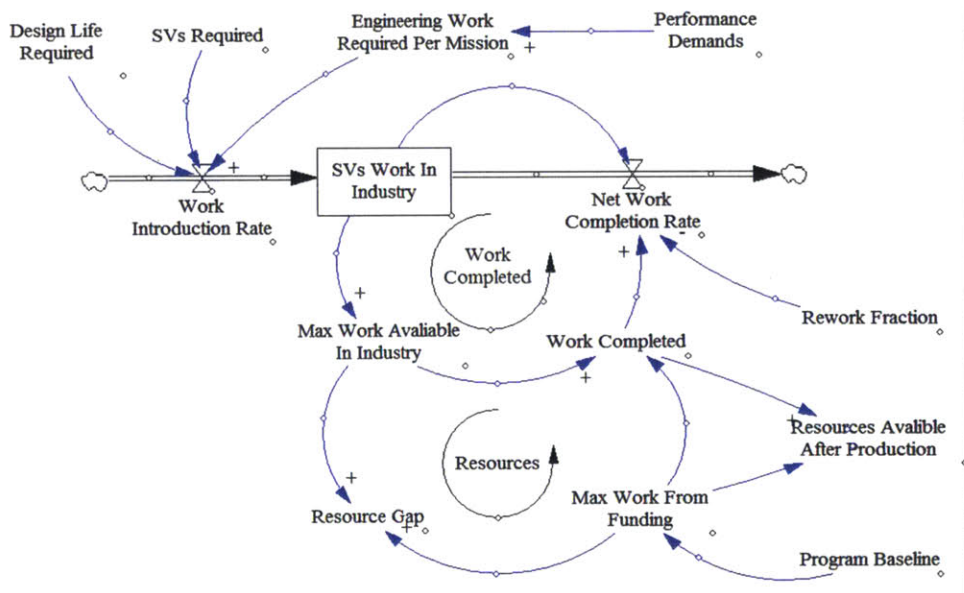 Design Life
Required
SVs Required
Engineering Work
Required Per Mission
+
Performance
Demands
+
SVs Work In
Industry
Work
Introduction Rate
Net Work
Completion Rate
-
+
Work
Completed
+
Rework Fraction
Max Work Avaliable
In Industry
Work Completed
+
+
Resources Avalible
After Production
Resources
+
Resource Gap
+
Max Work From
Funding
Program Baseline